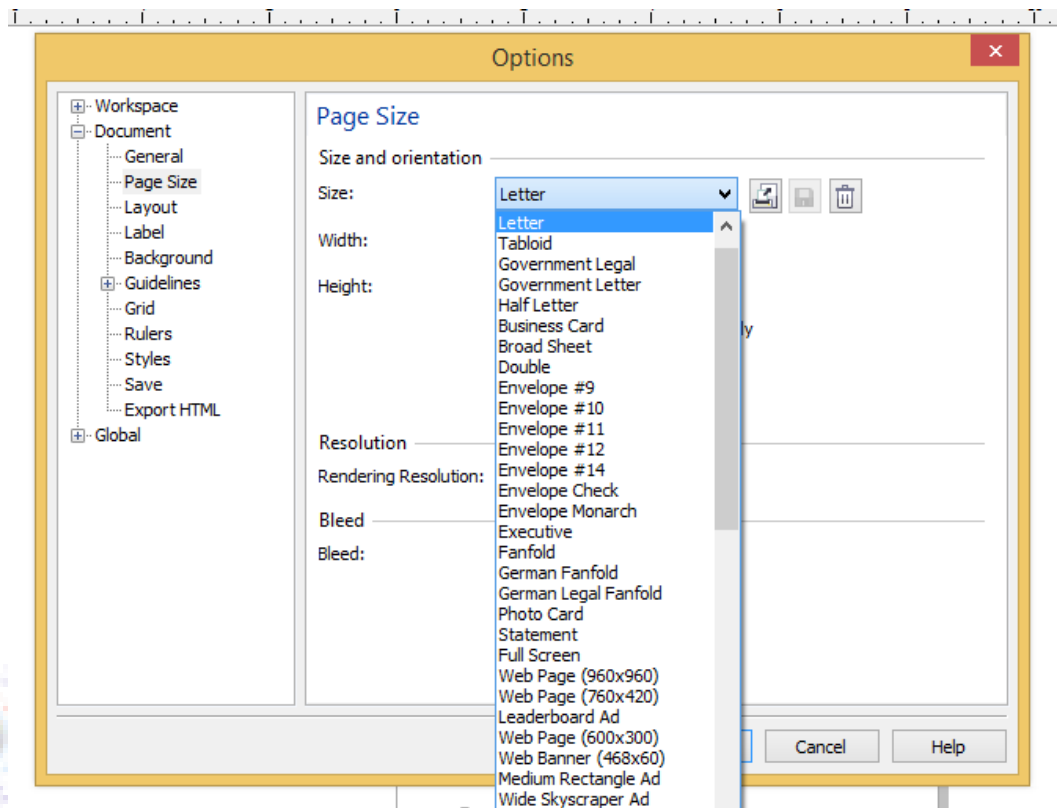 Options
Workspace
Document
General
Page Size
Layout
Label
Background
Guidelines
Grid
Rulers
Styles
Save
Export HTML
Global
Page Size
Size and orientation
Size: Letter
Width:
Height:
ly
Letter
Tabloid
Government Legal
Government Letter
Half Letter
Business Card
Broad Sheet
Double
Envelope #9
Envelope #10
Envelope #11
Envelope #12
Envelope #14
Envelope Check
Envelope Monarch
Executive
Fanfold
German Fanfold
German Legal Fanfold
Photo Card
Statement
Full Screen
Web Page (960x960)
Web Page (760x420)
Leaderboard Ad
Web Page (600x300)
Web Banner (468x60)
Medium Rectangle Ad
Wide Skyscraper Ad
Resolution
Rendering Resolution:
Bleed
Bleed:
Cancel Help